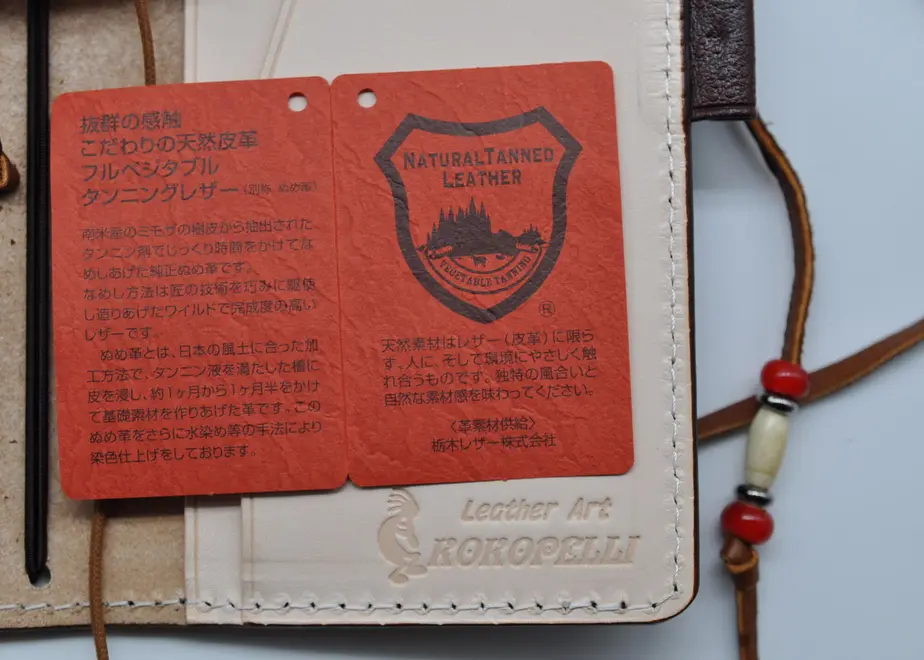 抜群の感触
こだわりの天然皮革
フルベジタブル
タンニングレザー(別称 ぬめ革)
南米産のミモザの樹皮から抽出された
タンニン剤でじっくり時間をかけてな
めしあげた純正ぬめ革です。
なめし方法は匠の技術を巧みに駆使
し造りあげたワイルドで完成度の高い
レザーです。
ぬめ革とは、日本の風土に合った加
工方法で、タンニン液を満たした槽に
皮を浸し、約1ヶ月から1ヶ月半をかけ
て基礎素材を作りあげた革です。この
ぬめ革をさらに水染め等の手法により
染色仕上げをしております。
NATURALTANNED
LEATHER
VEGETABLE TANNING
®
天然素材はレザー(皮革)に限ら
ず、人に、そして環境にやさしく触
れ合うものです。独特の風合いと
自然な素材感を味わってください。
〈革素材供給〉
栃木レザー株式会社
Leather Art
KOKOPELLI